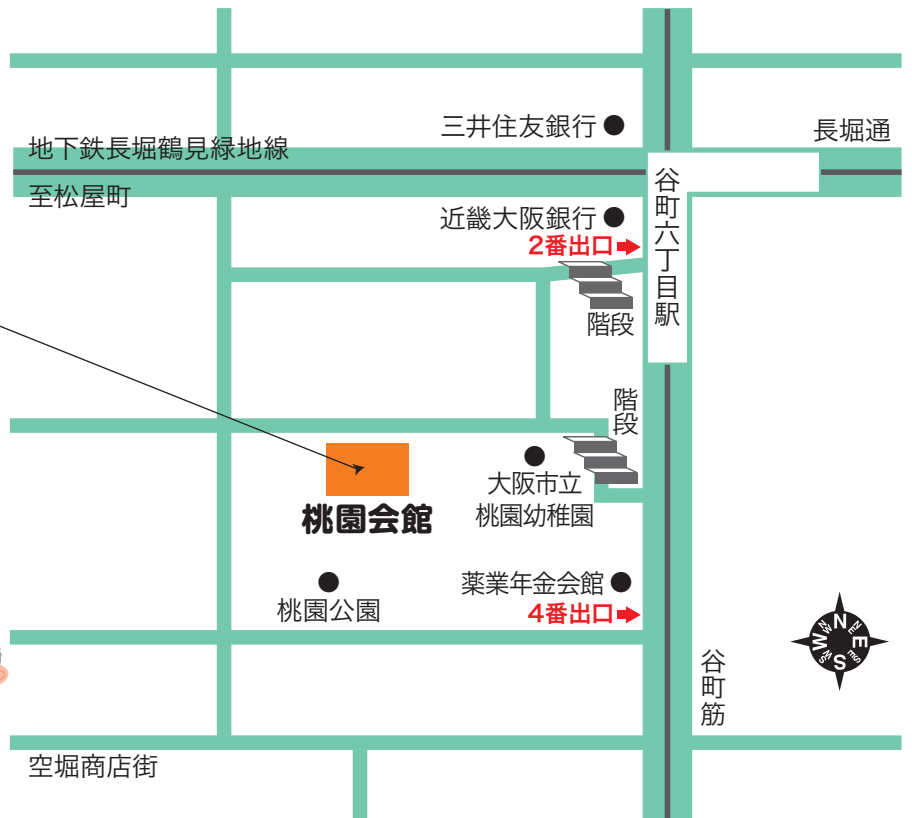 三井住友銀行
長堀通
地下鉄長堀鶴見緑地線
至松屋町
近畿大阪銀行
2番出口
谷町六丁目駅
階段
階段
大阪市立
桃園幼稚園
桃園会館
薬業年金会館
桃園公園
4番出口
谷町筋
空堀商店街
N
NE
E
SE
S
SW
W
NW